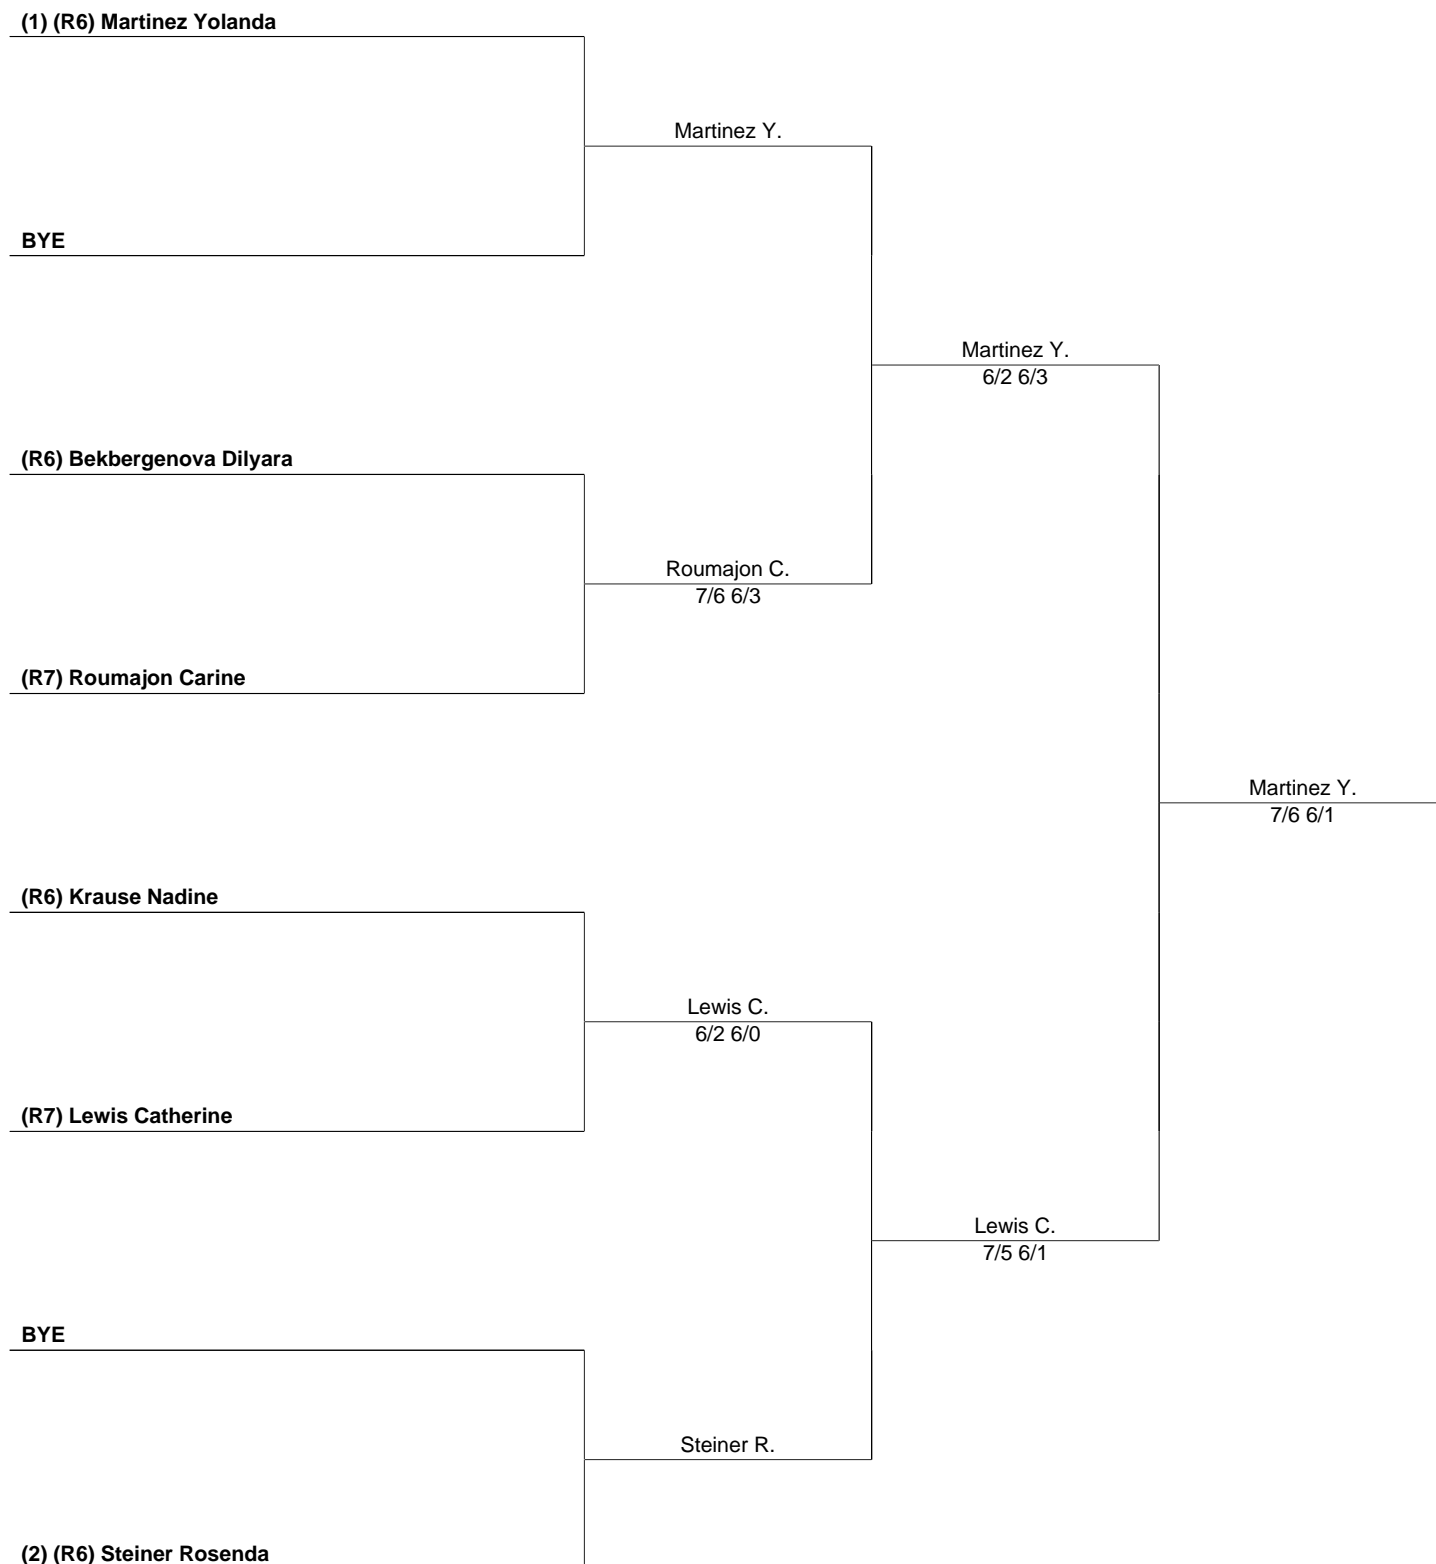 (1) (R6) Martinez Yolanda
Martinez Y.
BYE
Martinez Y.
6/2 6/3
(R6) Bekbergenova Dilyara
Roumajon C.
7/6 6/3
(R7) Roumajon Carine
Martinez Y.
7/6 6/1
(R6) Krause Nadine
Lewis C.
6/2 6/0
(R7) Lewis Catherine
Lewis C.
7/5 6/1
BYE
Steiner R.
(2) (R6) Steiner Rosenda